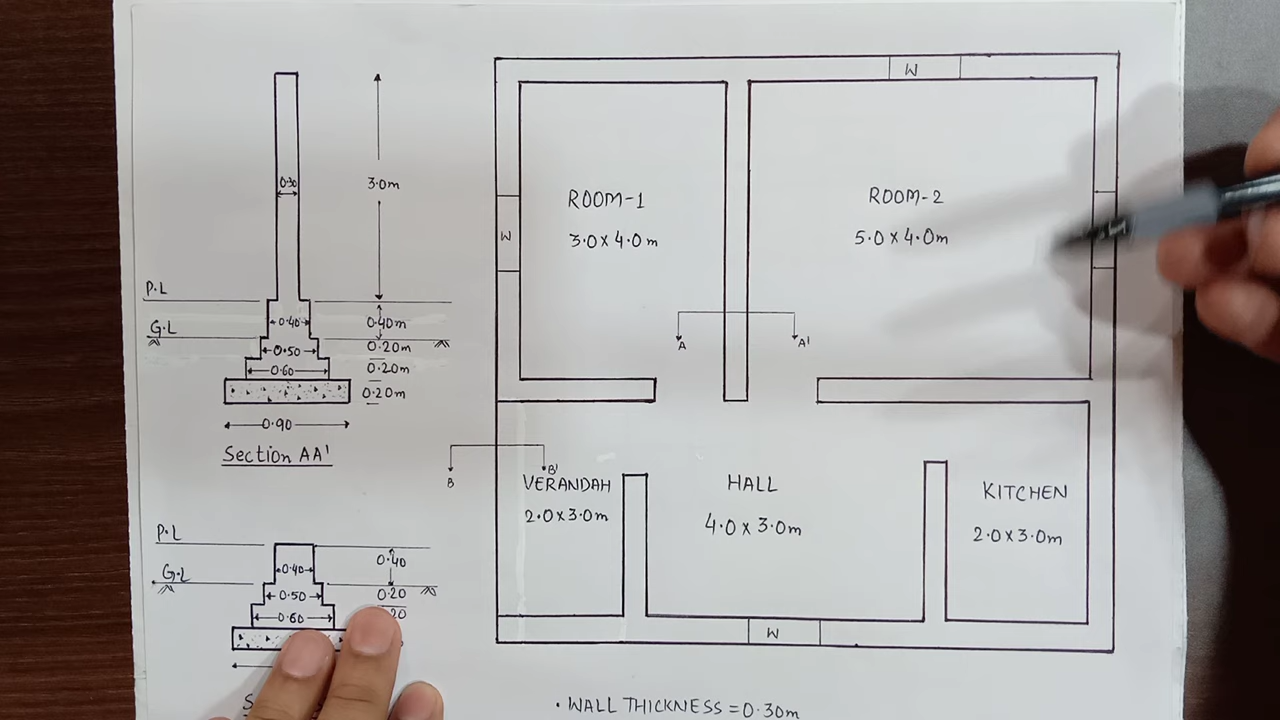 0.30
3.0m
P.L
0.40
0.40m
G.L
0.50
0.20m
0.60
0.20m
0.20m
0.90
Section AA'
P.L
0.40
0.40
G.L
0.50
0.20
0.60
20
W
W
ROOM-1
3.0 X 4.0 m
ROOM-2
5.0 X 4.0m
A
A'
B
B'
VERANDAH
2.0 X 3.0m
HALL
4.0 X 3.0m
KITCHEN
2.0 X 3.0m
W
• WALL THICKNESS = 0.30m